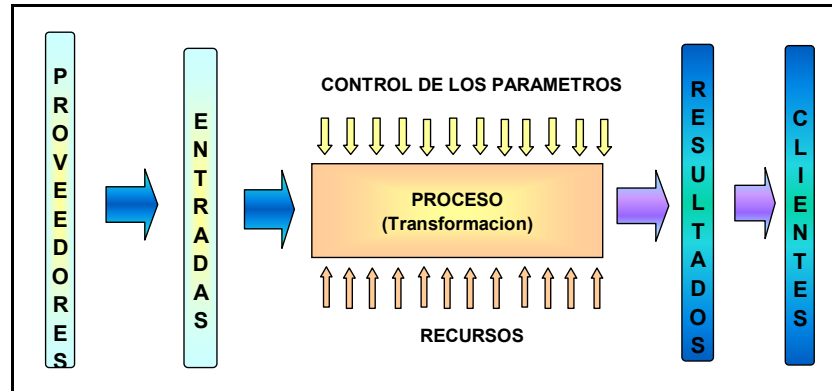 PROVEEDORES
ENTRADAS
CONTROL DE LOS PARAMETROS
PROCESO
(Transformacion)
RECURSOS
RESULTADOS
CLIENTES